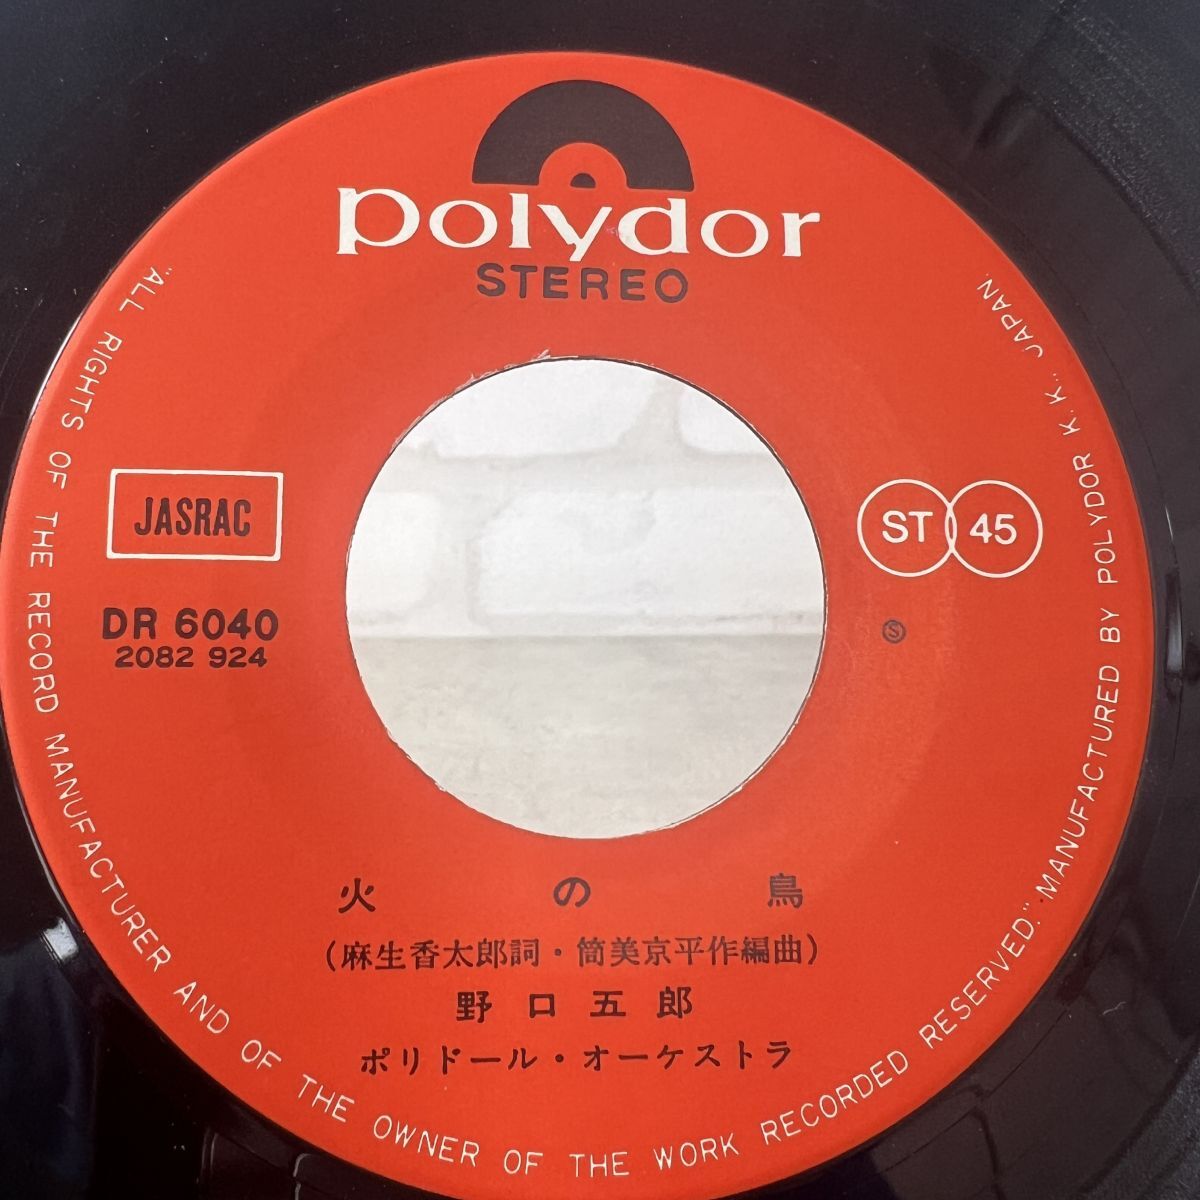 polydor
STEREO
JASRAC
ST 45
DR 6040
2082 924
Ⓢ
火の鳥
(麻生香太郎詞・筒美京平作編曲)
野口五郎
ポリドール・オーケストラ
"ALL RIGHTS OF THE RECORD MANUFACTURER AND OF THE OWNER OF THE WORK RECORDED RESERVED." MANUFACTURED BY POLYDOR K. K., JAPAN.